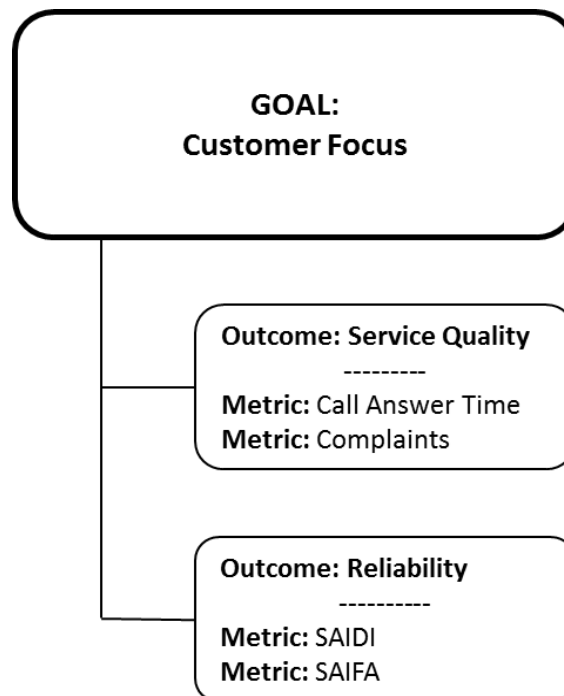 GOAL:
Customer Focus
Outcome: Service Quality
---------
Metric: Call Answer Time
Metric: Complaints
Outcome: Reliability
----------
Metric: SAIDI
Metric: SAIFA